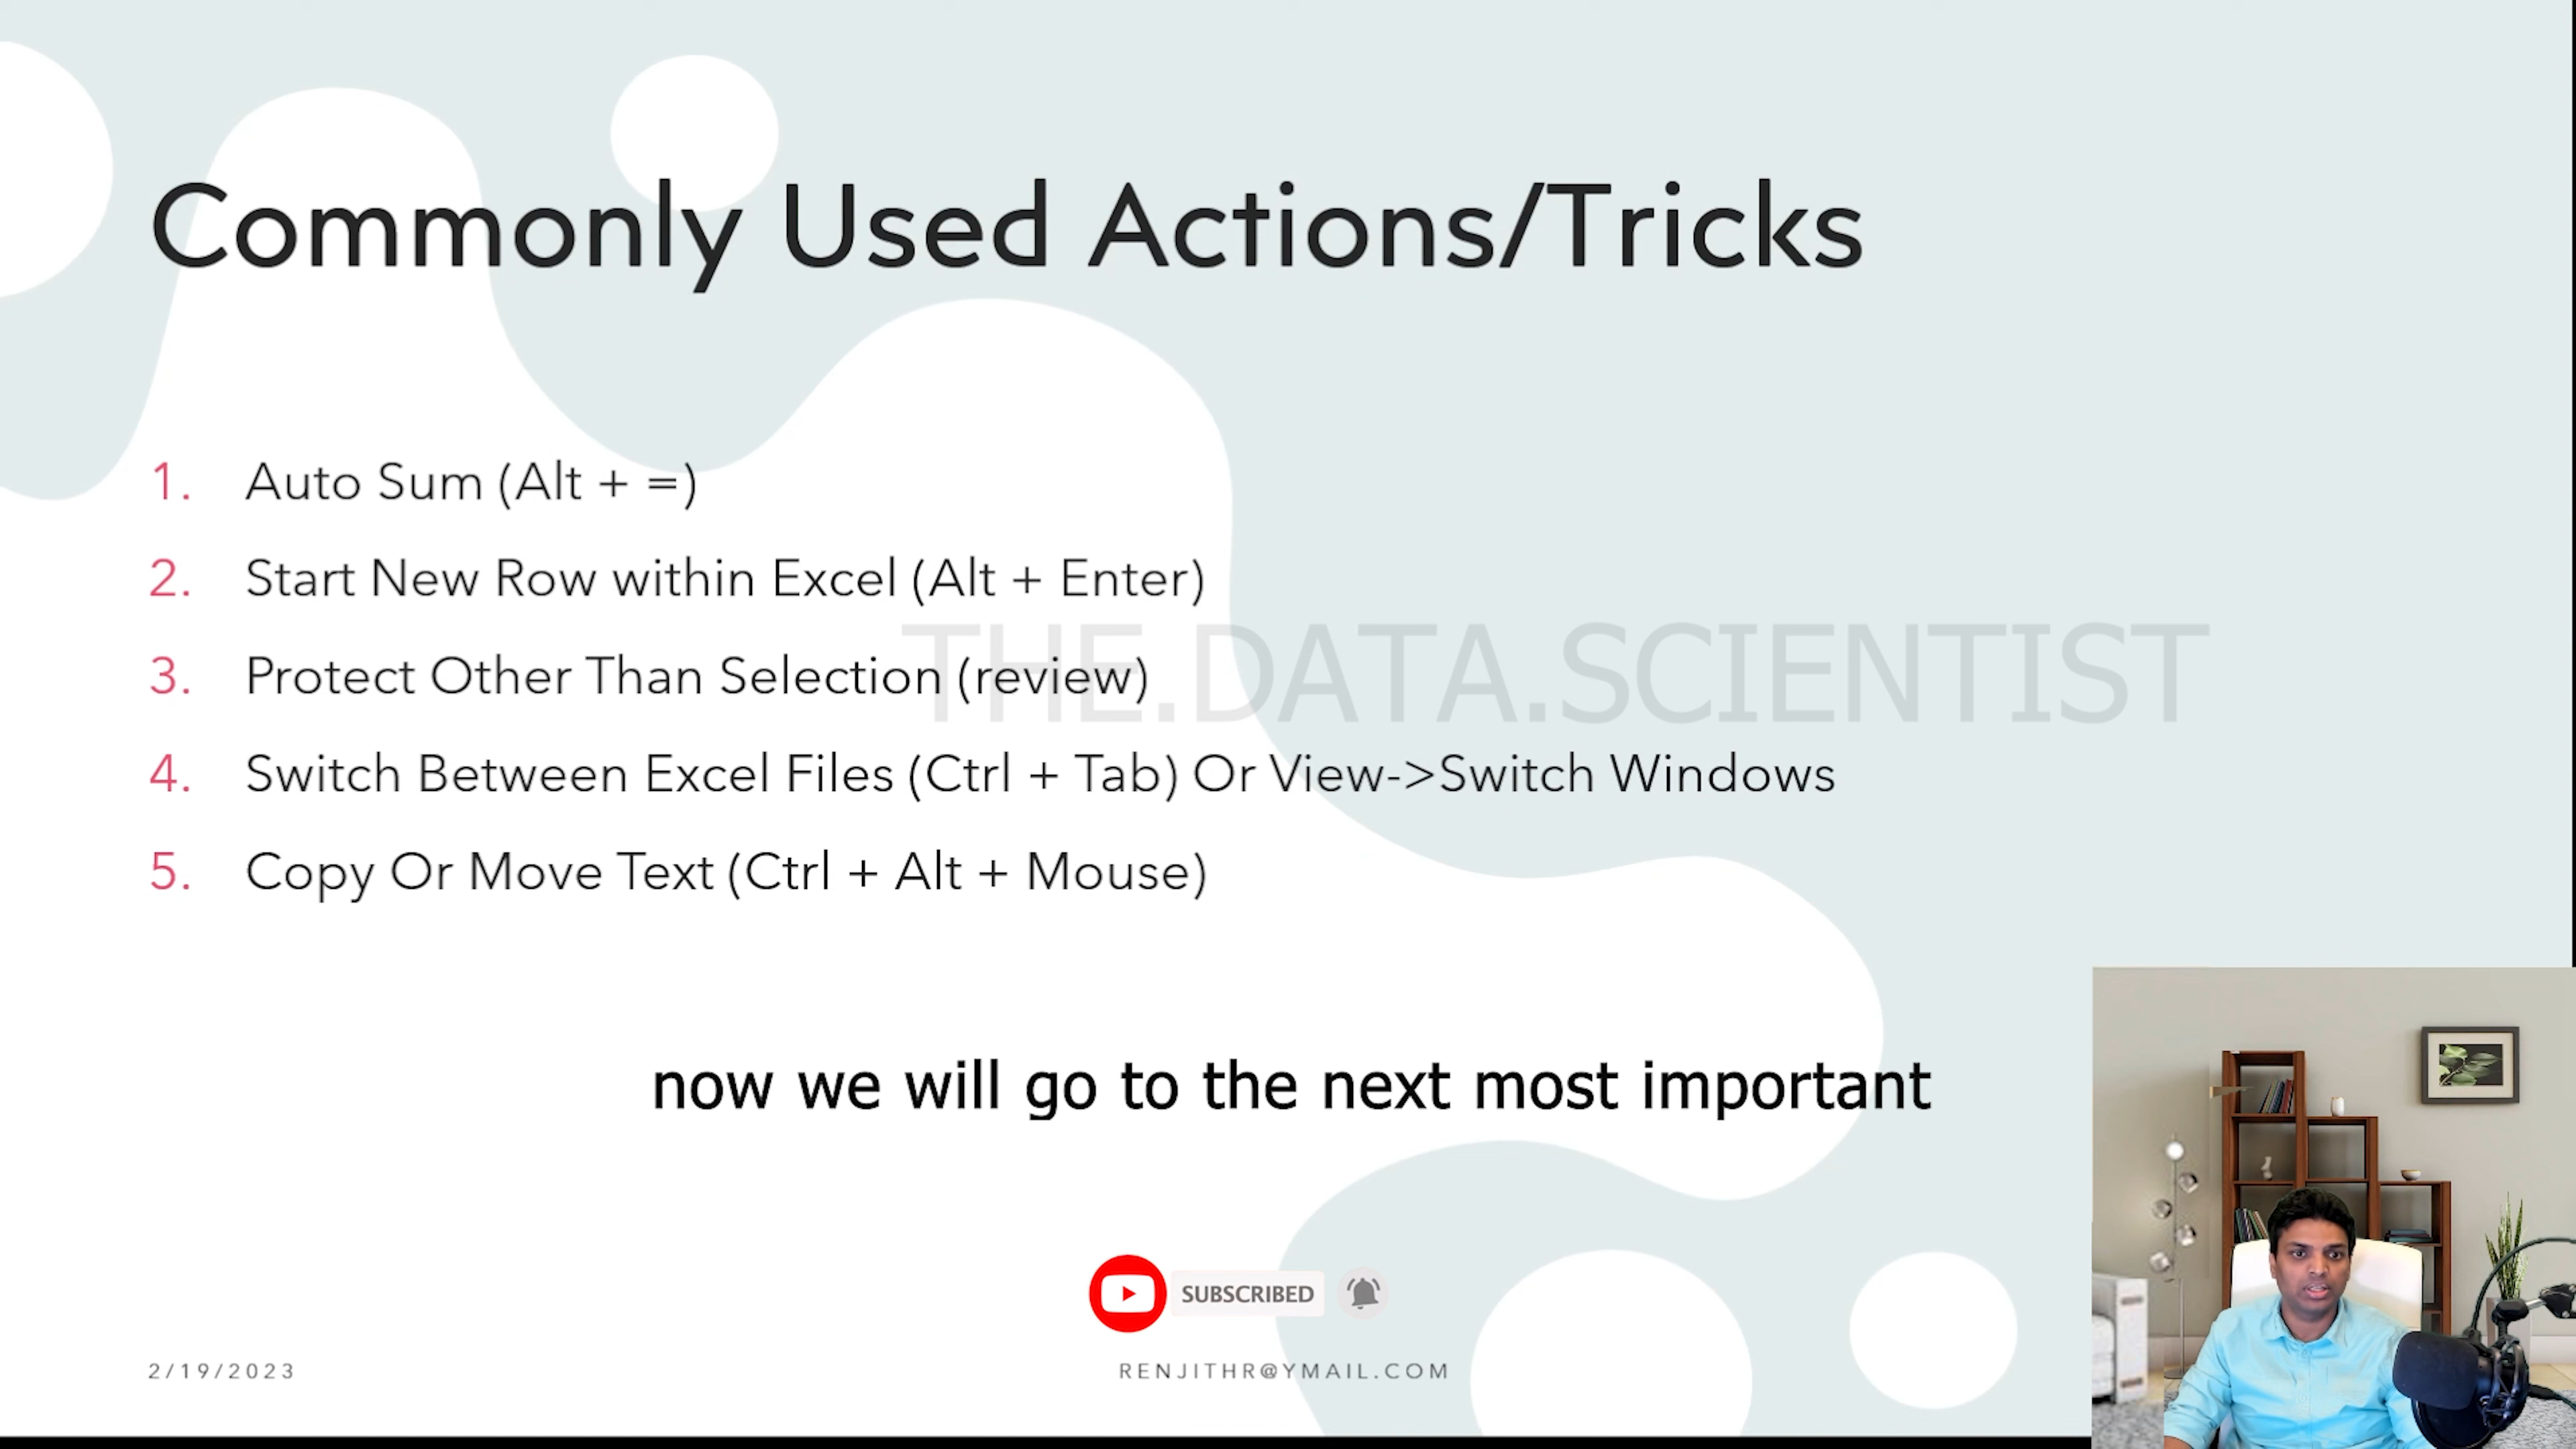 Commonly Used Actions/Tricks
1. Auto Sum (Alt + =)
2. Start New Row within Excel (Alt + Enter)
3. Protect Other Than Selection (review)
THE.DATA.SCIENTIST
4. Switch Between Excel Files (Ctrl + Tab) Or View->Switch Windows
5. Copy Or Move Text (Ctrl + Alt + Mouse)
now we will go to the next most important
SUBSCRIBED
2/19/2023
RENJITHR@YMAIL.COM